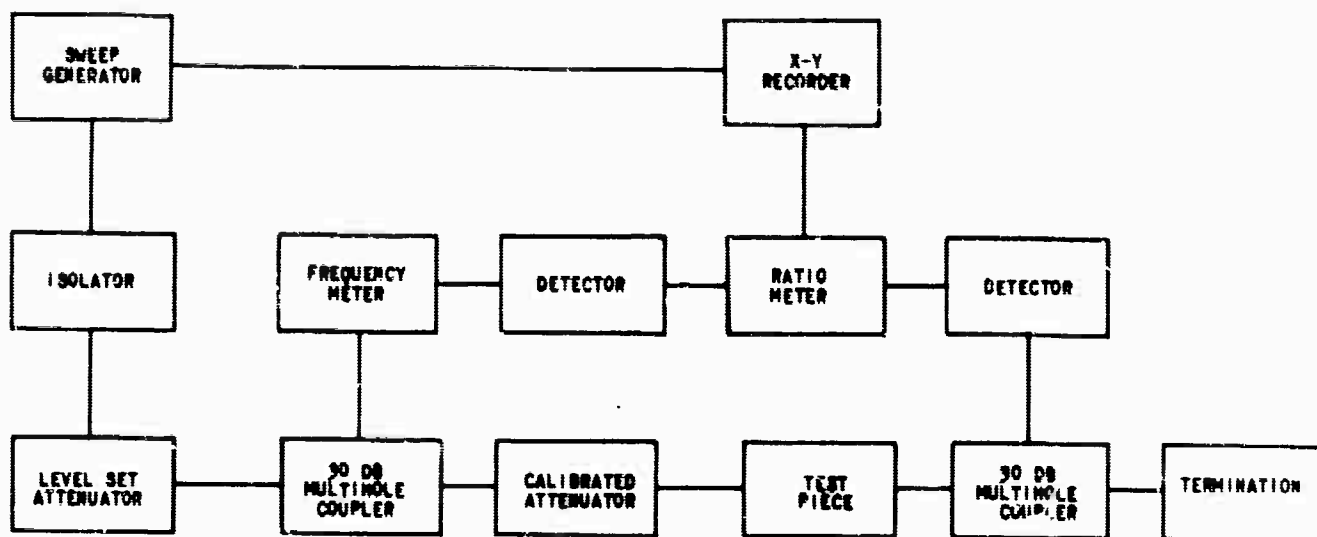 SWEEP
GENERATOR
X-Y
RECORDER
ISOLATOR
FREQUENCY
METER
DETECTOR
RATIO
METER
DETECTOR
LEVEL SET
ATTENUATOR
30 DB
MULTIHOLE
COUPLER
CALIBRATED
ATTENUATOR
TEST
PIECE
30 DB
MULTIHOLE
COUPLER
TERMINATION